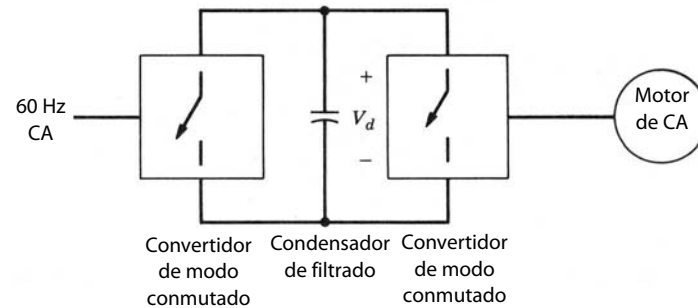 60 Hz
CA
+
V_d
−
Motor
de CA
Convertidor
de modo
conmutado
Condensador
de filtrado
Convertidor
de modo
conmutado